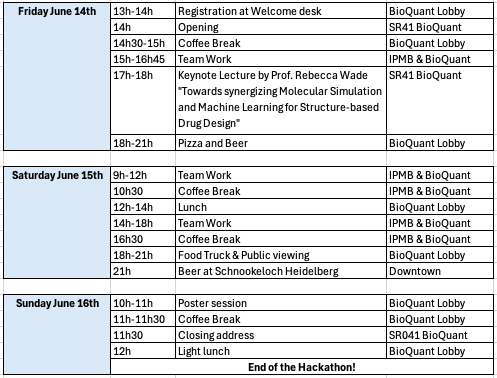 Friday June 14th 13h-14h Registration at Welcome desk BioQuant Lobby
14h Opening SR41 BioQuant
14h30-15h Coffee Break BioQuant Lobby
15h-16h45 Team Work IPMB & BioQuant
17h-18h Keynote Lecture by Prof. Rebecca Wade SR41 BioQuant
"Towards synergizing Molecular Simulation
and Machine Learning for Structure-based
Drug Design"
18h-21h Pizza and Beer BioQuant Lobby
Saturday June 15th 9h-12h Team Work IPMB & BioQuant
10h30 Coffee Break IPMB & BioQuant
12h-14h Lunch BioQuant Lobby
14h-18h Team Work IPMB & BioQuant
16h30 Coffee Break IPMB & BioQuant
18h-21h Food Truck & Public viewing BioQuant Lobby
21h Beer at Schnookeloch Heidelberg Downtown
Sunday June 16th 10h-11h Poster session BioQuant Lobby
11h-11h30 Coffee Break BioQuant Lobby
11h30 Closing address SR041 BioQuant
12h Light lunch BioQuant Lobby
End of the Hackathon!